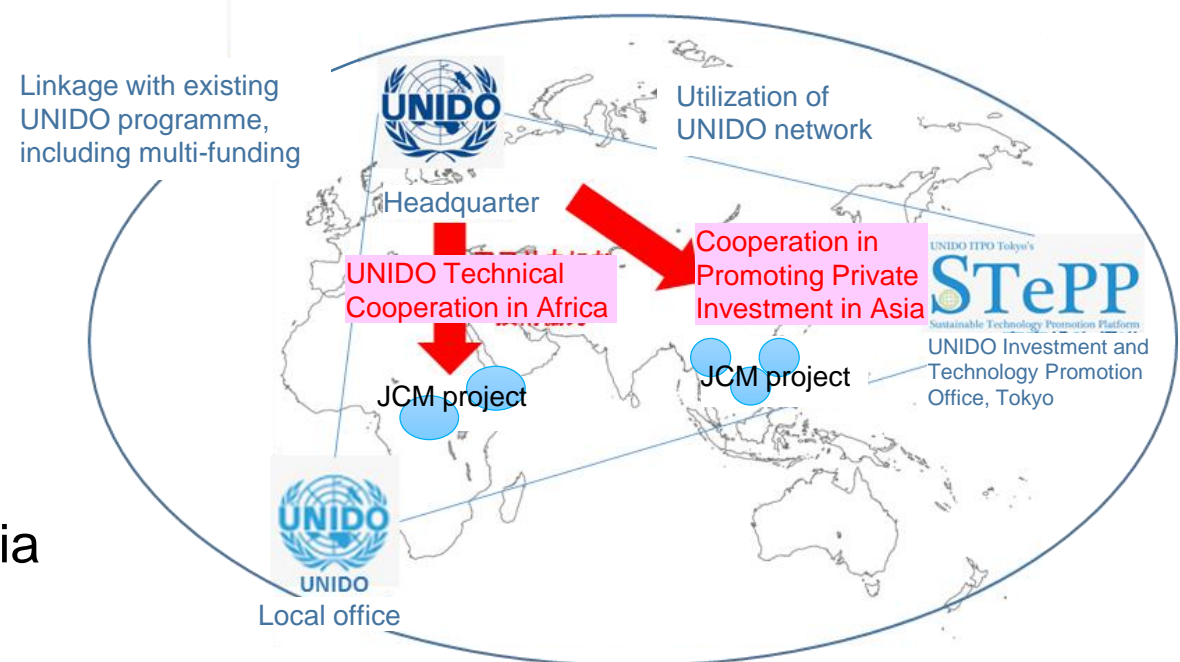 Linkage with existing
UNIDO programme,
including multi-funding
UNIDO
Utilization of
UNIDO network
Headquarter
UNIDO Technical
Cooperation in Africa
Cooperation in
Promoting Private
Investment in Asia
UNIDO ITPO Tokyo's
STePP
Sustainable Technology Promotion Platform
UNIDO Investment and
Technology Promotion
Office, Tokyo
JCM project
JCM project
UNIDO
UNIDO
Local office
ia